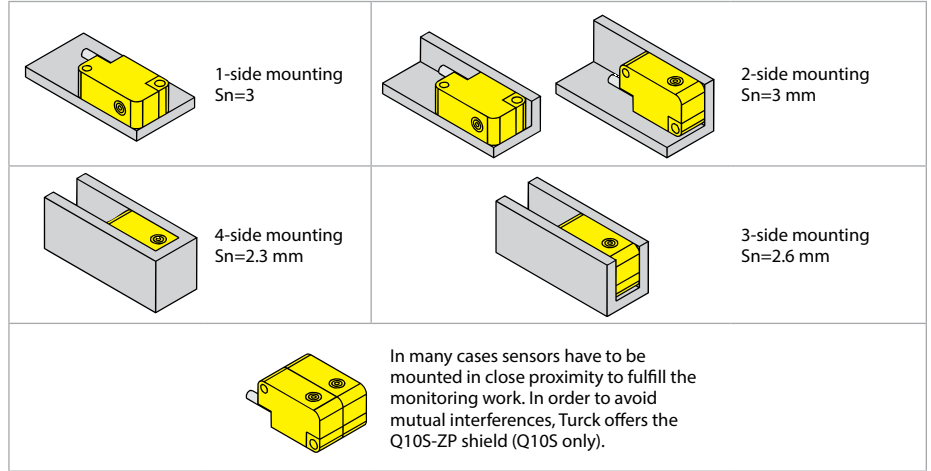 1-side mounting
Sn=3
2-side mounting
Sn=3 mm
4-side mounting
Sn=2.3 mm
3-side mounting
Sn=2.6 mm
In many cases sensors have to be
mounted in close proximity to fulfill the
monitoring work. In order to avoid
mutual interferences, Turck offers the
Q10S-ZP shield (Q10S only).